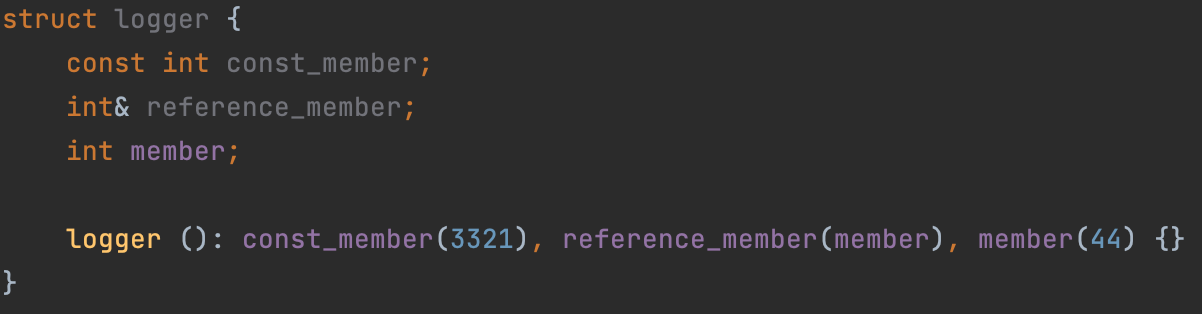 struct logger {
    const int const_member;
    int& reference_member;
    int member;

    logger (): const_member(3321), reference_member(member), member(44) {}
}